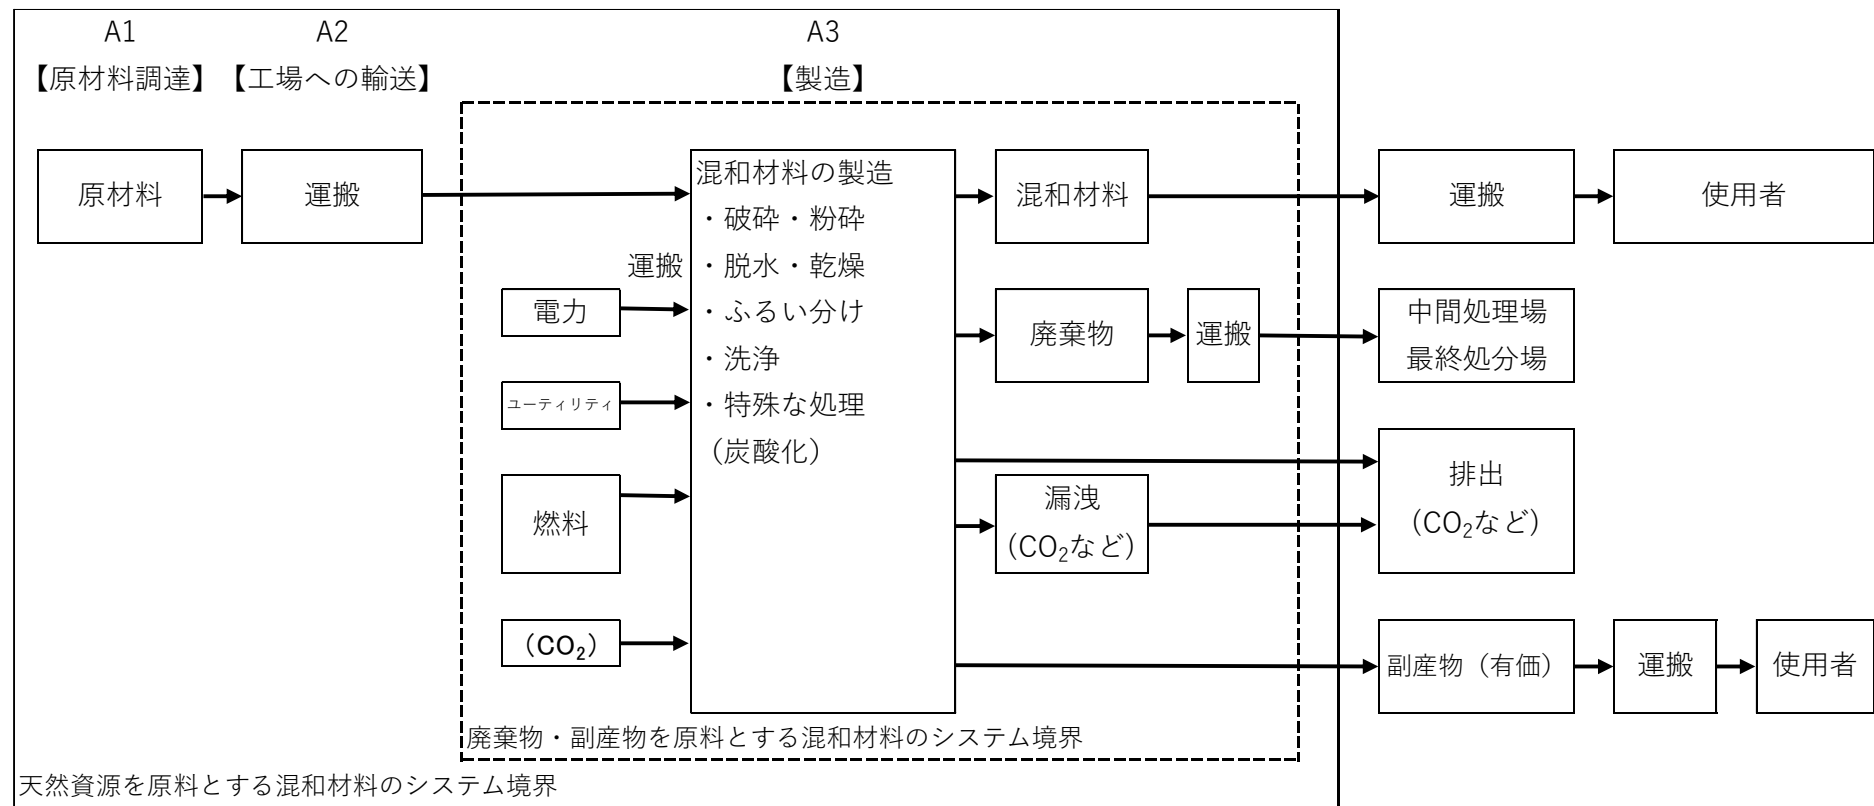 A1
A2
A3
【原材料調達】
【工場への輸送】
【製造】
原材料
運搬
混和材料の製造
・破砕・粉砕
・脱水・乾燥
・ふるい分け
・洗浄
・特殊な処理
（炭酸化）
運搬
電力
ユーティリティ
燃料
（CO₂）
混和材料
運搬
使用者
廃棄物
運搬
中間処理場
最終処分場
漏洩
（CO₂など）
排出
（CO₂など）
副産物（有価）
運搬
使用者
廃棄物・副産物を原料とする混和材料のシステム境界
天然資源を原料とする混和材料のシステム境界